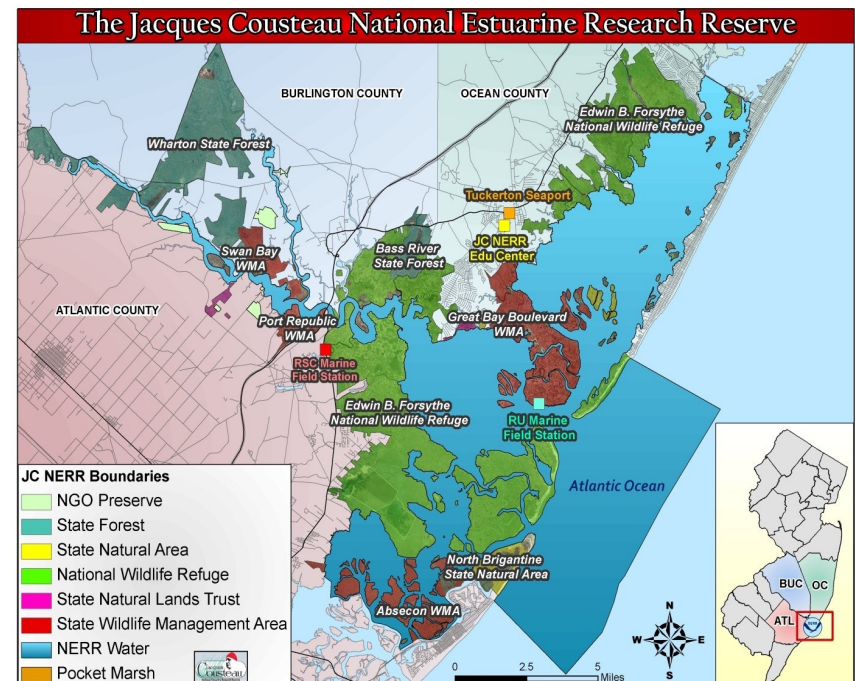 The Jacques Cousteau National Estuarine Research Reserve
BURLINGTON COUNTY
OCEAN COUNTY
Edwin B. Forsythe
National Wildlife Refuge
Wharton State Forest
Tuckerton Seaport
JC NERR
Edu Center
Swan Bay
WMA
Bass River
State Forest
ATLANTIC COUNTY
Port Republic
WMA
Great Bay Boulevard
WMA
RSC Marine
Field Station
Edwin B. Forsythe
National Wildlife Refuge
RU Marine
Field Station
Atlantic Ocean
JC NERR Boundaries
NGO Preserve
State Forest
State Natural Area
National Wildlife Refuge
State Natural Lands Trust
State Wildlife Management Area
NERR Water
Pocket Marsh
North Brigantine
State Natural Area
Absecon WMA
Jacques
Cousteau
N
W E
S
0 2.5 5
Miles
BUC OC
ATL